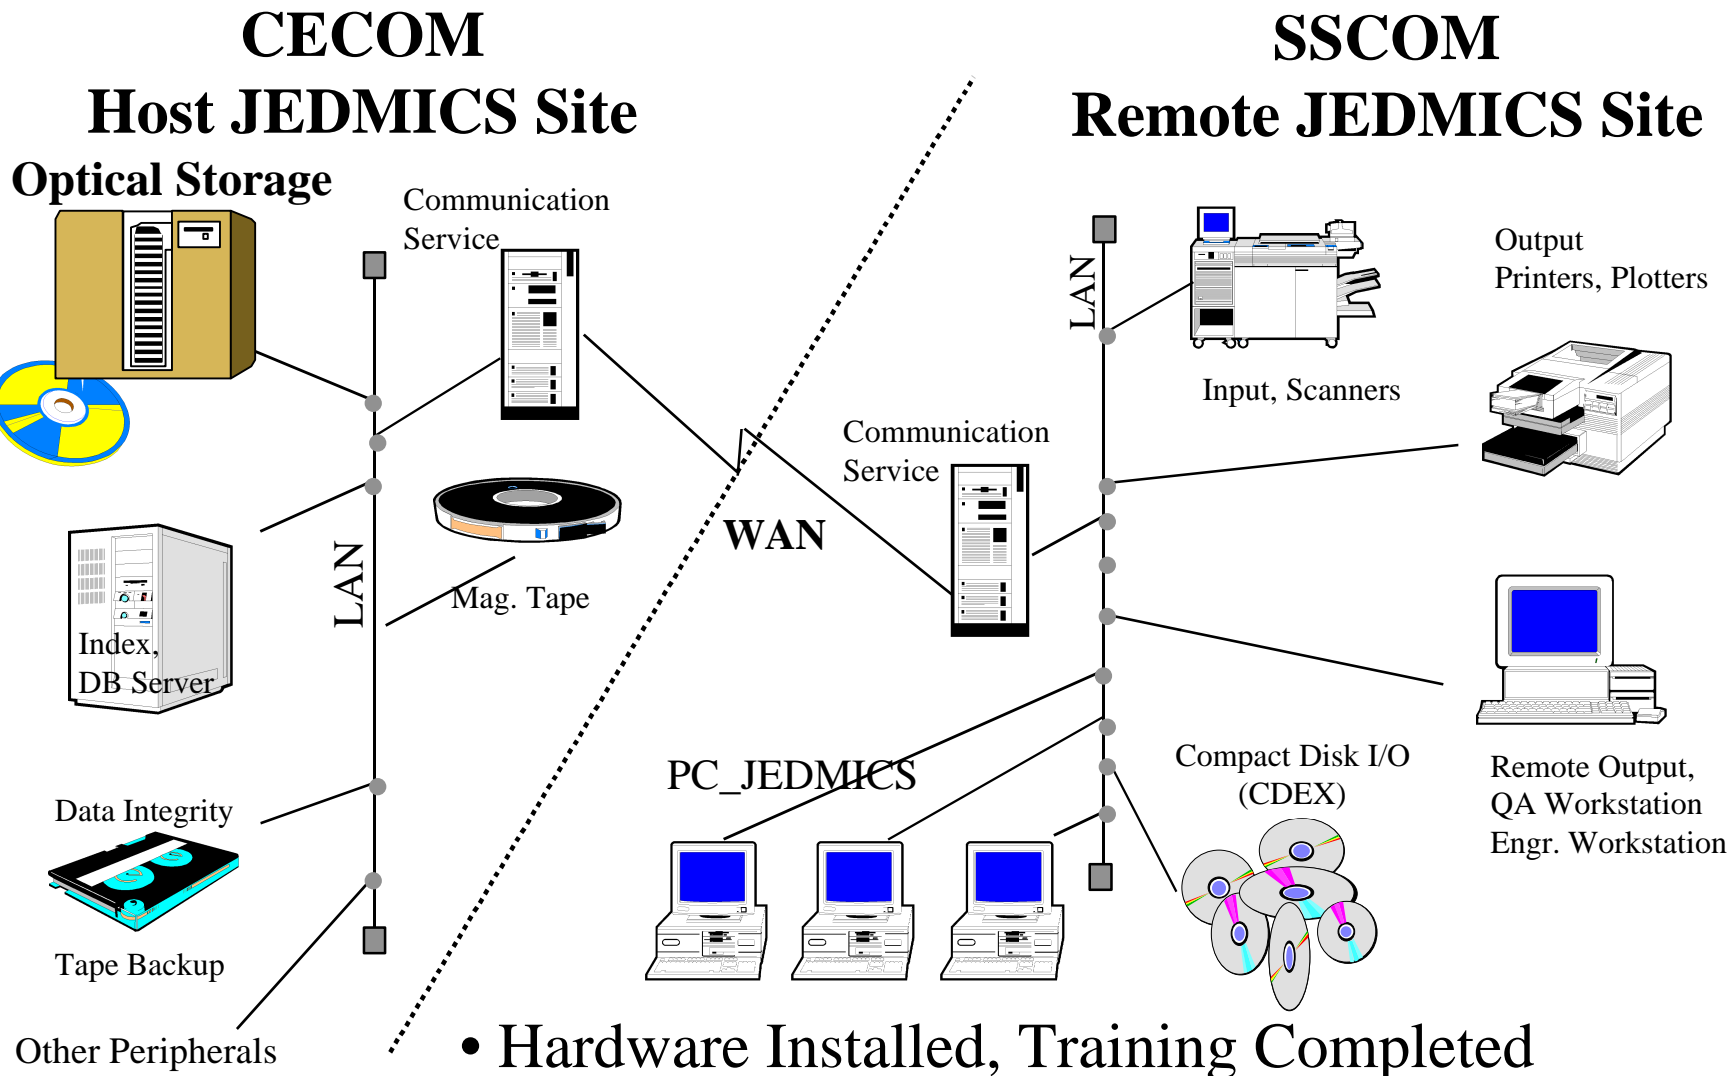 CECOM
Host JEDMICS Site
SSCOM
Remote JEDMICS Site
Optical Storage
Communication
Service
LAN
Mag. Tape
Index,
DB Server
Data Integrity
Tape Backup
Other Peripherals
WAN
Communication
Service
LAN
Input, Scanners
Output
Printers, Plotters
PC_JEDMICS
Compact Disk I/O
(CDEX)
Remote Output,
QA Workstation
Engr. Workstation
• Hardware Installed, Training Completed